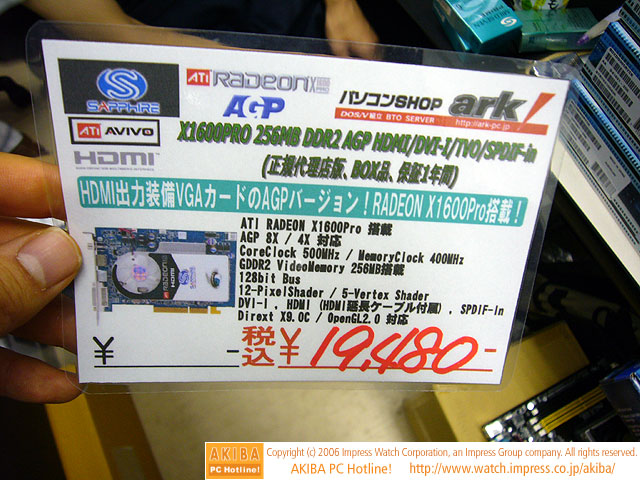 SAPPHIRE
ATI RADEON X1600 PRO
AGP
パソコンSHOP ark!
DOS/V組立 BTO SERVER http://ark-pc.jp
ATI AVIVO
HDMI
X1600PRO 256MB DDR2 AGP HDMI/DVI-I/TVO/SPDIF-in
(正規代理店版、BOX品、保証1年間)
HDMI出力装備VGAカードのAGPバージョン！RADEON X1600Pro搭載！
ATI RADEON X1600Pro 搭載
AGP 8X / 4X 対応
CoreClock 500MHz / MemoryClock 400MHz
GDDR2 VideoMemory 256MB搭載
128bit Bus
12-PixelShader / 5-Vertex Shader
DVI-I , HDMI (HDMI延長ケーブル付属) , SPDIF-In
Dirext X9.0C / OpenGL2.0 対応
¥ -
税込 ¥ 19,480-
AKIBA PC Hotline!
Copyright (c) 2006 Impress Watch Corporation, an Impress Group company. All rights reserved.
AKIBA PC Hotline! http://www.watch.impress.co.jp/akiba/